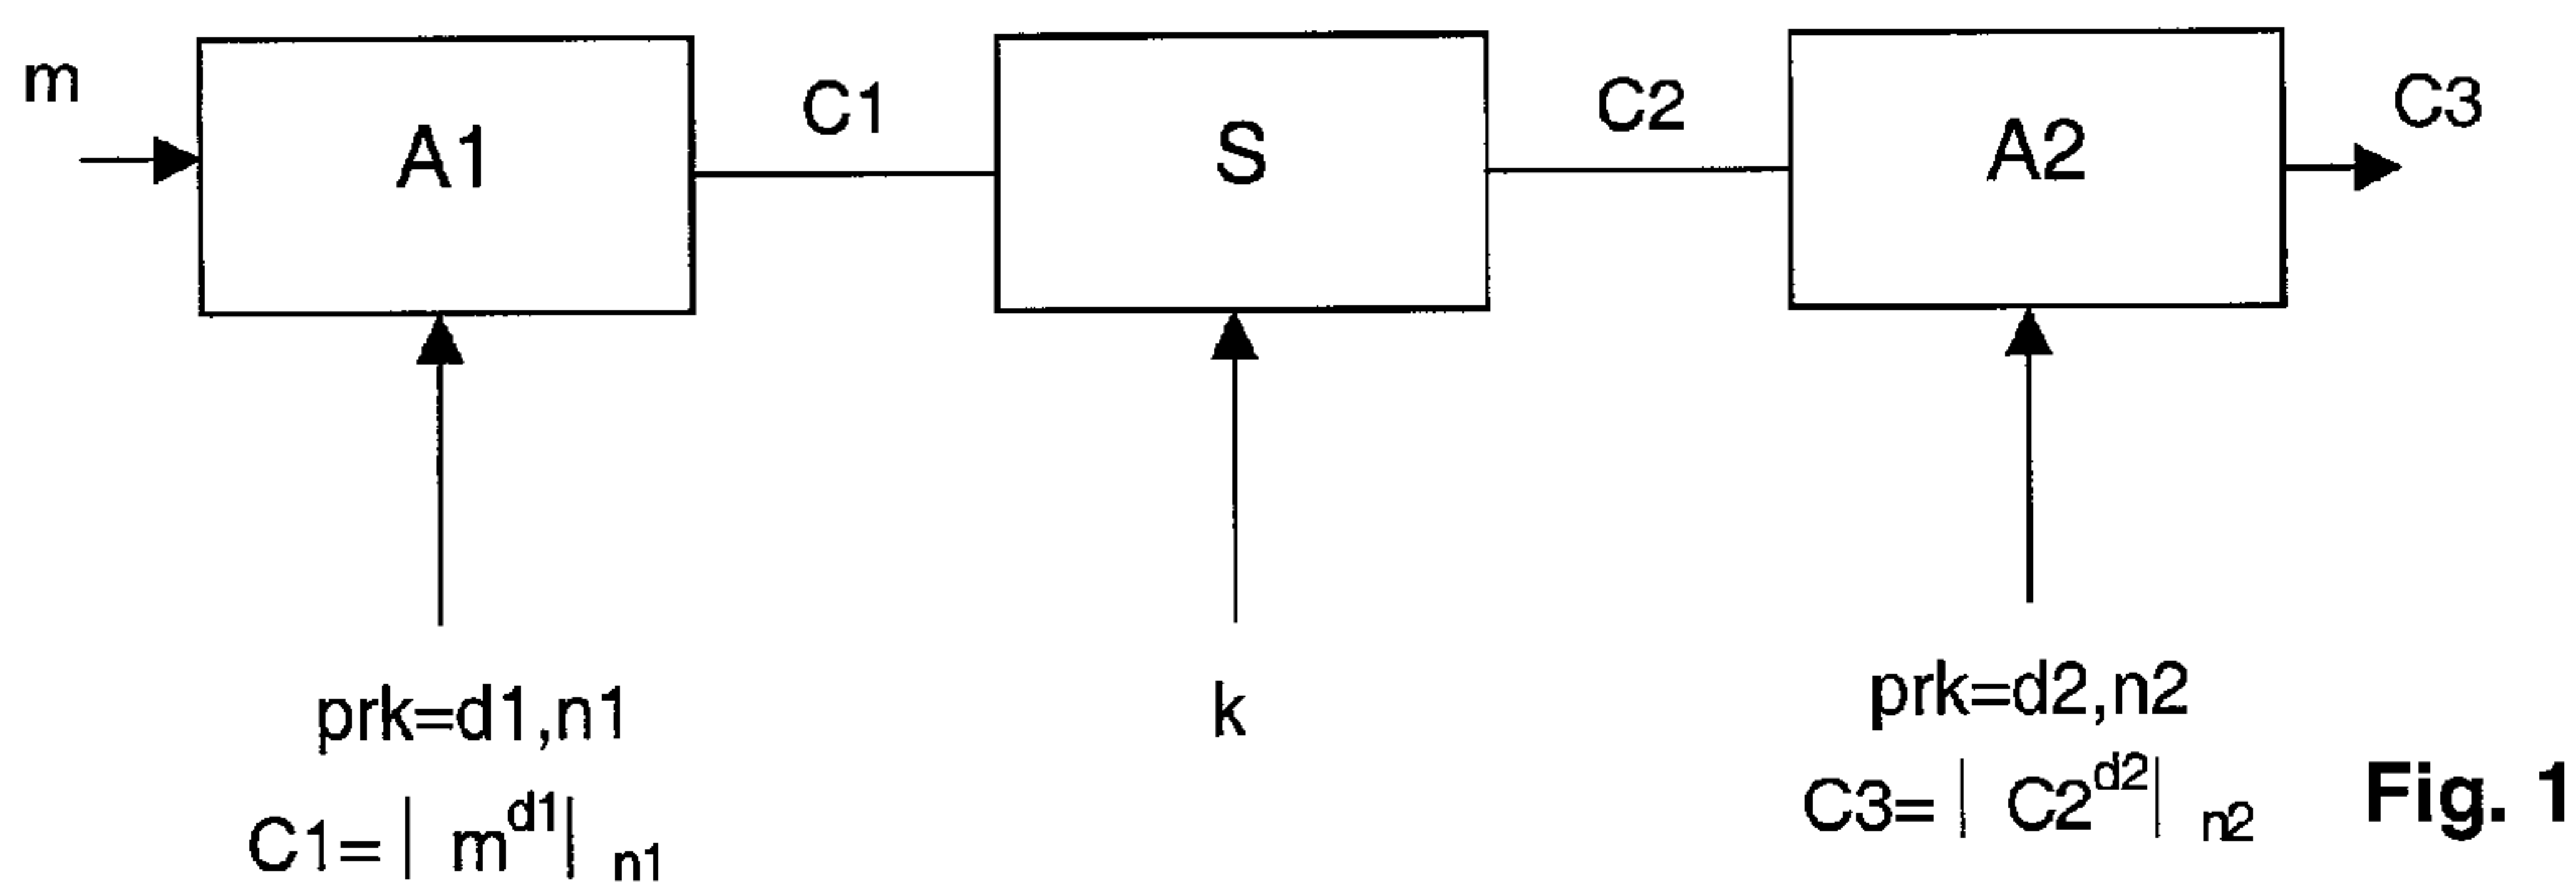 m
A1
C1
S
C2
A2
C3
prk=d1,n1
k
prk=d2,n2
C1=| m^d1| n1
C3=| C2^d2| n2
Fig. 1